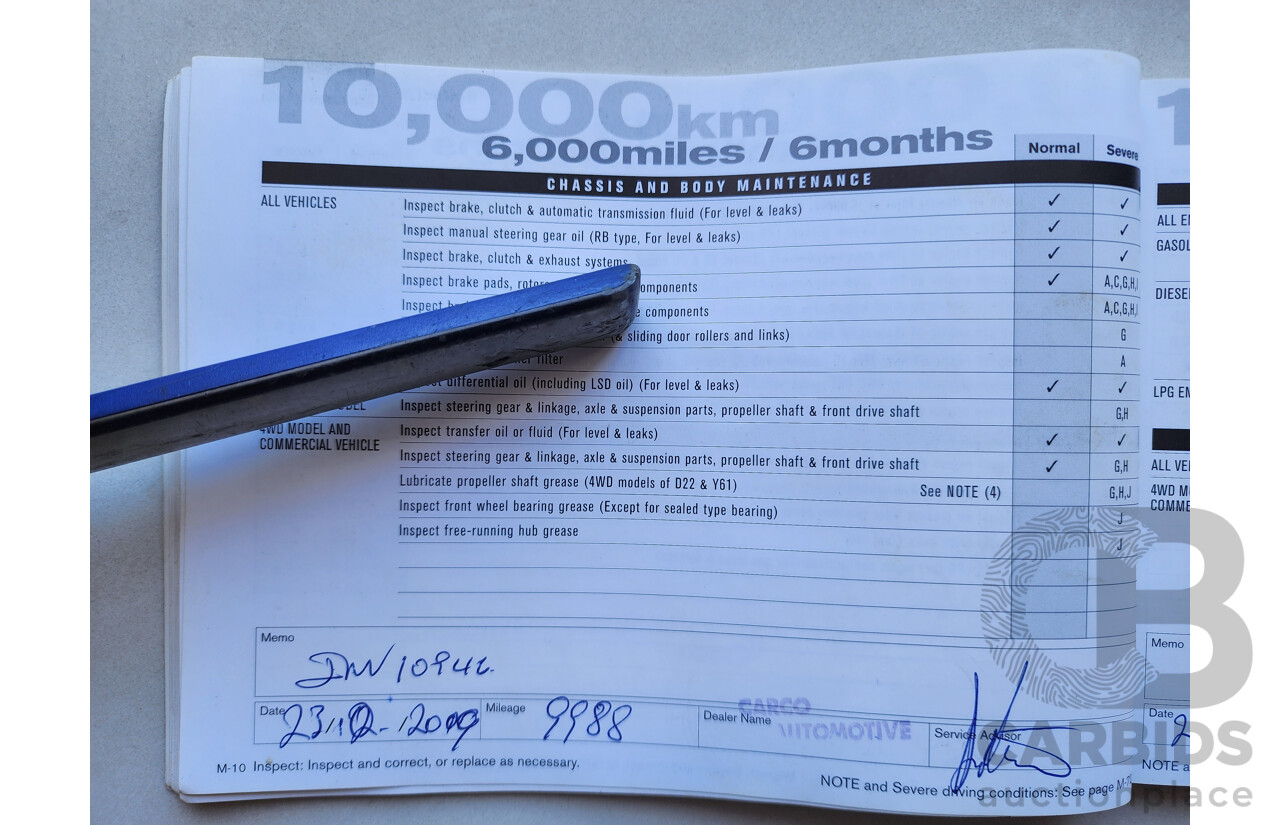 10,000km
6,000miles / 6months
Normal Severe
CHASSIS AND BODY MAINTENANCE
ALL VEHICLES Inspect brake, clutch & automatic transmission fluid (For level & leaks) ✓ ✓
Inspect manual steering gear oil (RB type, For level & leaks) ✓ ✓
Inspect brake, clutch & exhaust systems ✓ ✓
Inspect brake pads, omponents ✓ A,C,G,H,
Inspect components A,C,G,H,
(& sliding door rollers and links) G
filter A
differential oil (including LSD oil) (For level & leaks) ✓ ✓
Inspect steering gear & linkage, axle & suspension parts, propeller shaft & front drive shaft G,H
4WD MODEL AND
COMMERCIAL VEHICLE
Inspect transfer oil or fluid (For level & leaks) ✓ ✓
Inspect steering gear & linkage, axle & suspension parts, propeller shaft & front drive shaft ✓ G,H
Lubricate propeller shaft grease (4WD models of D22 & Y61) See NOTE (4) G,H,J
Inspect front wheel bearing grease (Except for sealed type bearing) J
Inspect free-running hub grease J
Memo
Date Mileage 9988 Dealer Name CARCO
AUTOMOTIVE
Service Advisor
M-10 Inspect: Inspect and correct, or replace as necessary.
NOTE and Severe driving conditions: See page M-
1
ALL E
GASOL
DIESE
LPG EN
ALL VE
4WD M
COMME
Memo
Date 2
NOTE a
CARBIDS
auctionplace